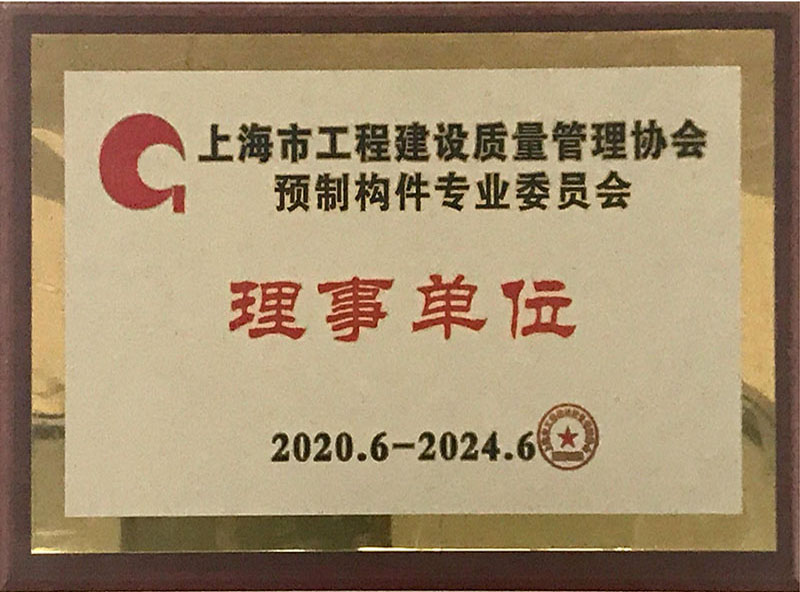 上海市工程建设质量管理协会
预制构件专业委员会
理事单位
2020.6-2024.6